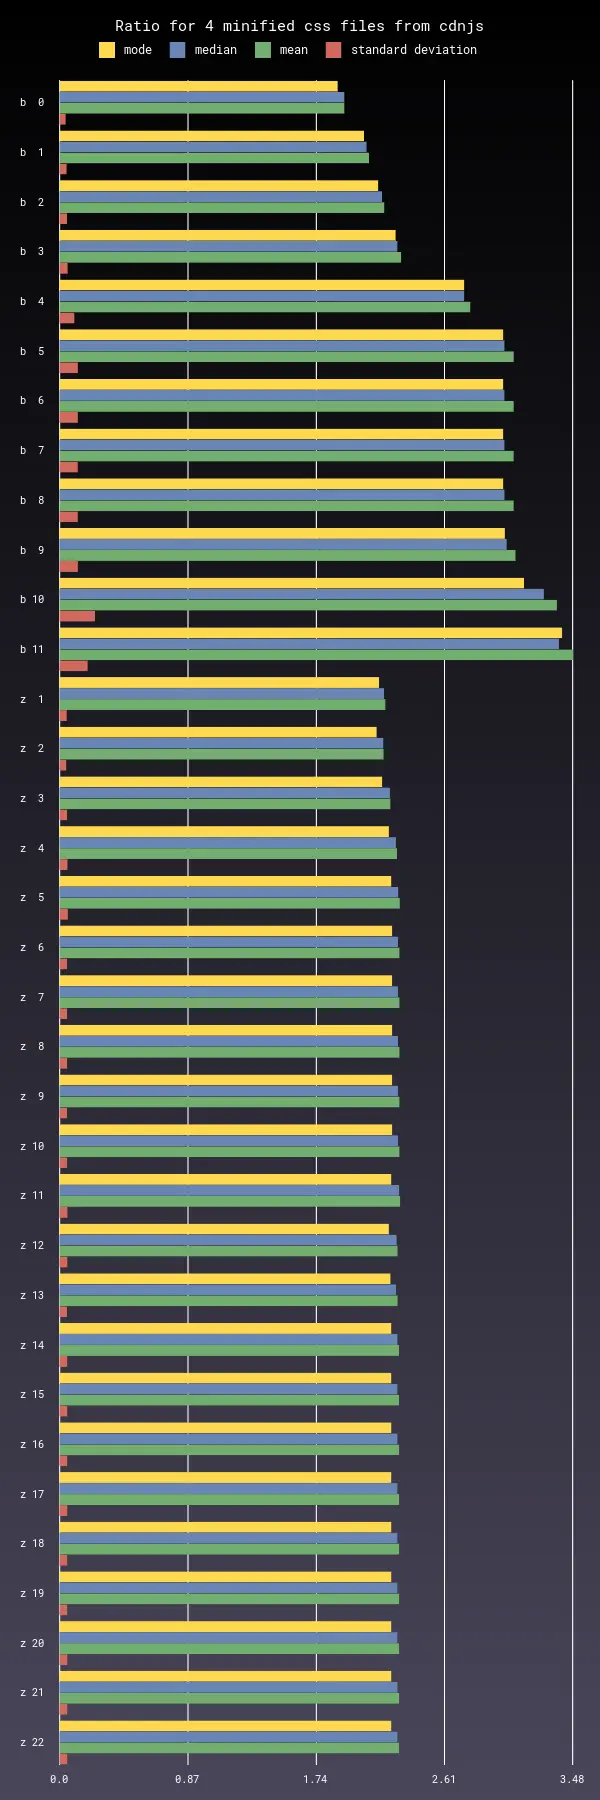 Ratio for 4 minified css files from cdnjs
mode median mean standard deviation
b 0
b 1
b 2
b 3
b 4
b 5
b 6
b 7
b 8
b 9
b 10
b 11
z 1
z 2
z 3
z 4
z 5
z 6
z 7
z 8
z 9
z 10
z 11
z 12
z 13
z 14
z 15
z 16
z 17
z 18
z 19
z 20
z 21
z 22
0.0 0.87 1.74 2.61 3.48